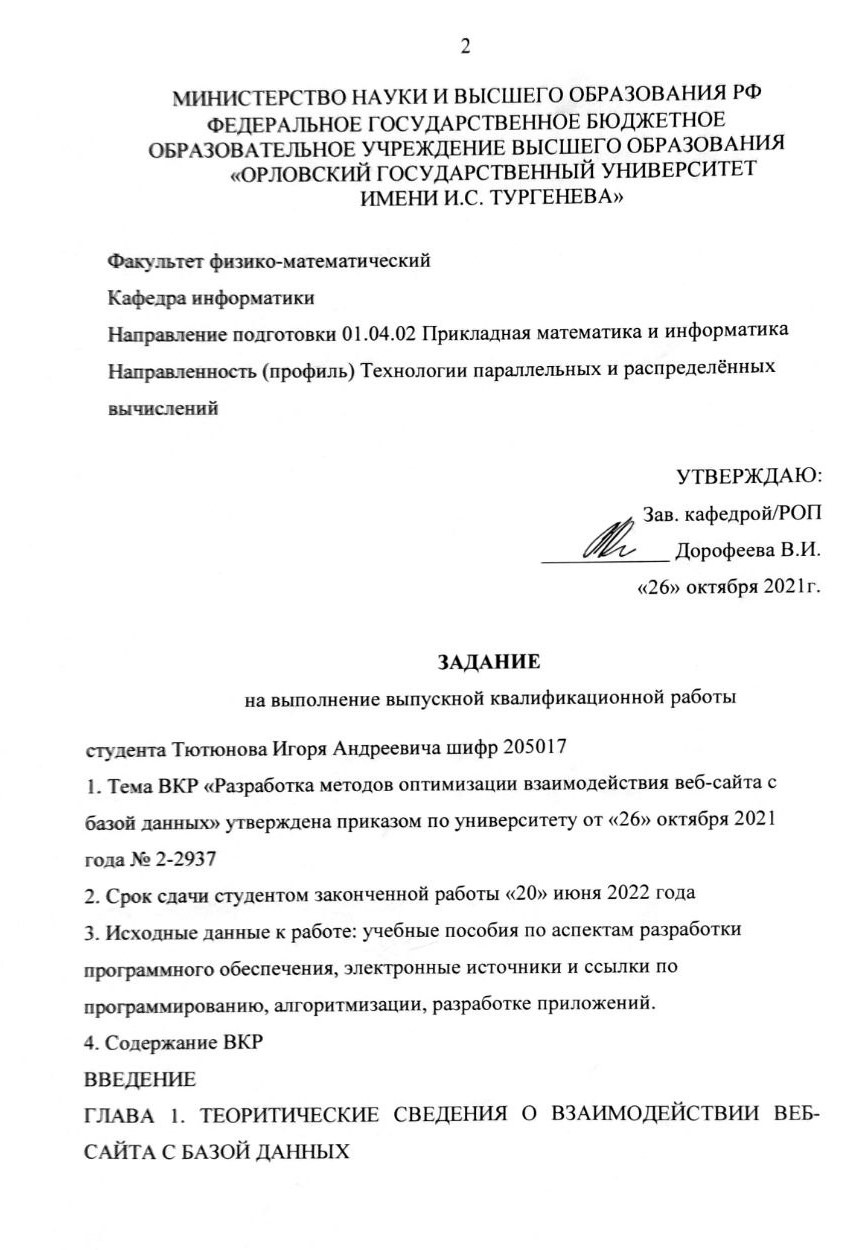 2
МИНИСТЕРСТВО НАУКИ И ВЫСШЕГО ОБРАЗОВАНИЯ РФ
ФЕДЕРАЛЬНОЕ ГОСУДАРСТВЕННОЕ БЮДЖЕТНОЕ
ОБРАЗОВАТЕЛЬНОЕ УЧРЕЖДЕНИЕ ВЫСШЕГО ОБРАЗОВАНИЯ
«ОРЛОВСКИЙ ГОСУДАРСТВЕННЫЙ УНИВЕРСИТЕТ
ИМЕНИ И.С. ТУРГЕНЕВА»
Факультет физико-математический
Кафедра информатики
Направление подготовки 01.04.02 Прикладная математика и информатика
Направленность (профиль) Технологии параллельных и распределённых
вычислений
УТВЕРЖДАЮ:
Зав. кафедрой/РОП
Дорофеева В.И.
«26» октября 2021г.
ЗАДАНИЕ
на выполнение выпускной квалификационной работы
студента Тютюнова Игоря Андреевича шифр 205017
1. Тема ВКР «Разработка методов оптимизации взаимодействия веб-сайта с
базой данных» утверждена приказом по университету от «26» октября 2021
года № 2-2937
2. Срок сдачи студентом законченной работы «20» июня 2022 года
3. Исходные данные к работе: учебные пособия по аспектам разработки
программного обеспечения, электронные источники и ссылки по
программированию, алгоритмизации, разработке приложений.
4. Содержание ВКР
ВВЕДЕНИЕ
ГЛАВА 1. ТЕОРИТИЧЕСКИЕ СВЕДЕНИЯ О ВЗАИМОДЕЙСТВИИ ВЕБ-
САЙТА С БАЗОЙ ДАННЫХ